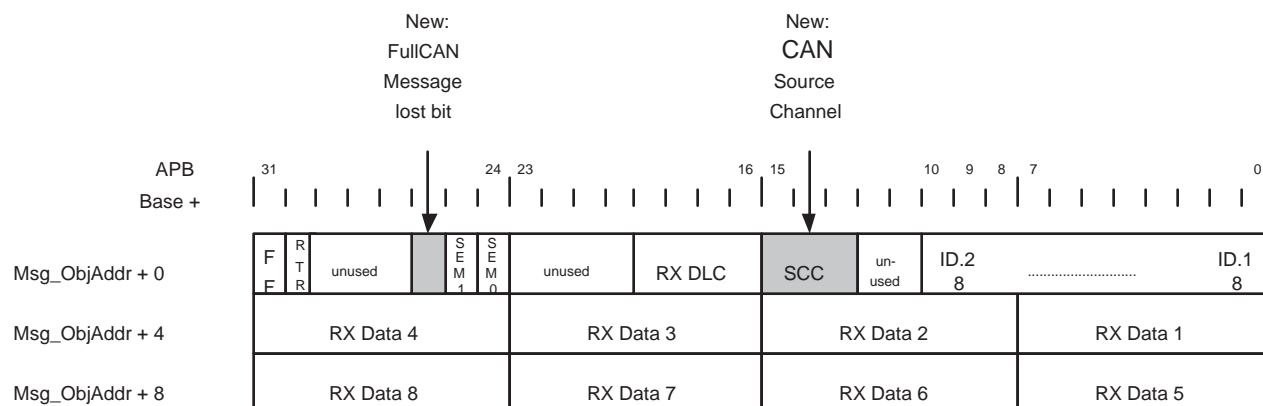 New:
FullCAN
Message
lost bit
New:
CAN
Source
Channel
APB
Base +
31 24 23 16 15 10 9 8 7 0
Msg_ObjAddr + 0
F
F
R
T
R
unused
S
E
M
1
S
E
M
0
unused
RX DLC
SCC
un-
used
ID.2
8
............................
ID.1
8
Msg_ObjAddr + 4
RX Data 4
RX Data 3
RX Data 2
RX Data 1
Msg_ObjAddr + 8
RX Data 8
RX Data 7
RX Data 6
RX Data 5